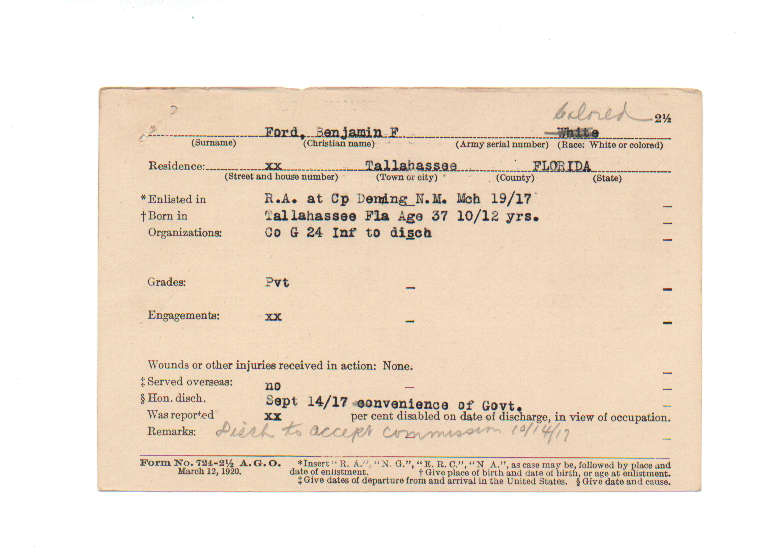 Colored 2½
Ford, Benjamin F White
(Surname) (Christian name) (Army serial number) (Race: White or colored)
Residence: xx Tallahassee FLORIDA
(Street and house number) (Town or city) (County) (State)
*Enlisted in R.A. at Cp Deming N.M. Mch 19/17
†Born in Tallahassee Fla Age 37 10/12 yrs.
Organizations: Co G 24 Inf to disch
Grades: Pvt
Engagements: xx
Wounds or other injuries received in action: None.
‡Served overseas: no
§Hon. disch. Sept 14/17 convenience of Govt.
Was reported xx per cent disabled on date of discharge, in view of occupation.
Remarks: Disch to accept commission 10/14/17
Form No. 724-2½ A.G.O. *Insert "R. A.", "N. G.", "E. R. C.", "N A.", as case may be, followed by place and
March 12, 1920. date of enlistment. †Give place of birth and date of birth, or age at enlistment.
‡Give dates of departure from and arrival in the United States. §Give date and cause.